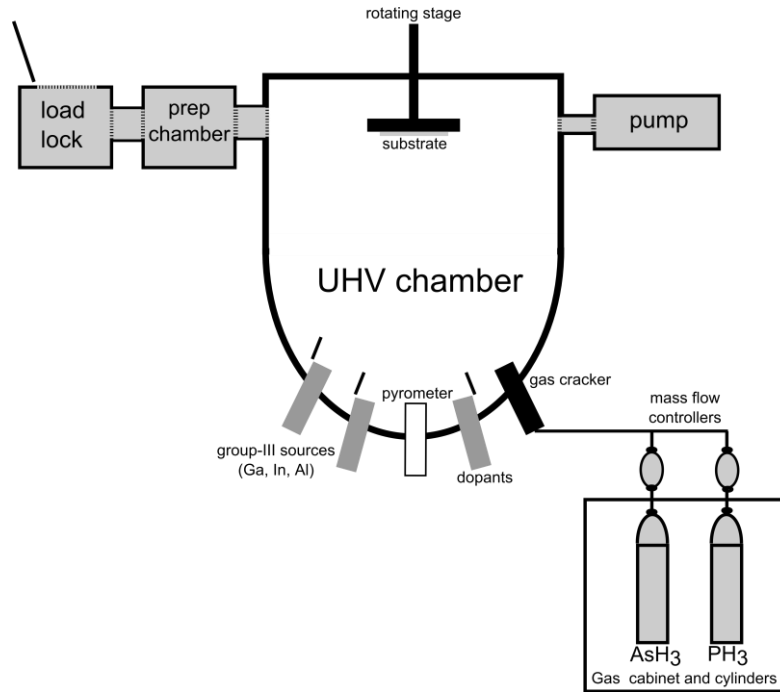 rotating stage
load
lock
prep
chamber
pump
substrate
UHV chamber
gas cracker
pyrometer
mass flow
controllers
group-III sources
(Ga, In, Al)
dopants
AsH3
PH3
Gas cabinet and cylinders